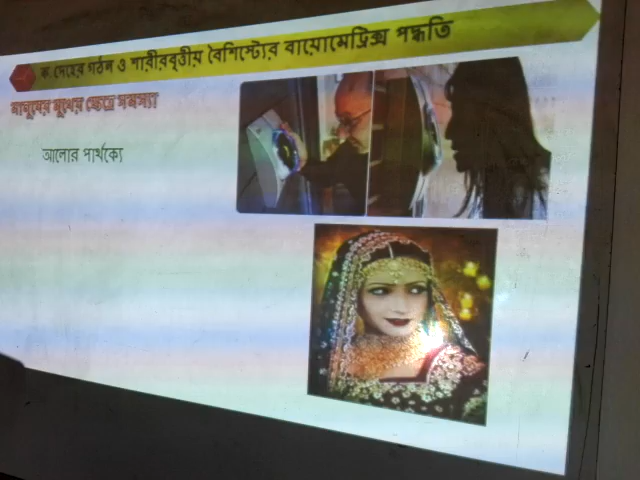 ক. দেহের গঠন ও শারীরবৃত্তীয় বৈশিস্ট্যের বায়োমেট্রিক্স পদ্ধতি
মানুষের মুখের ক্ষেত্রে সমস্যা
আলোর পার্থক্যে